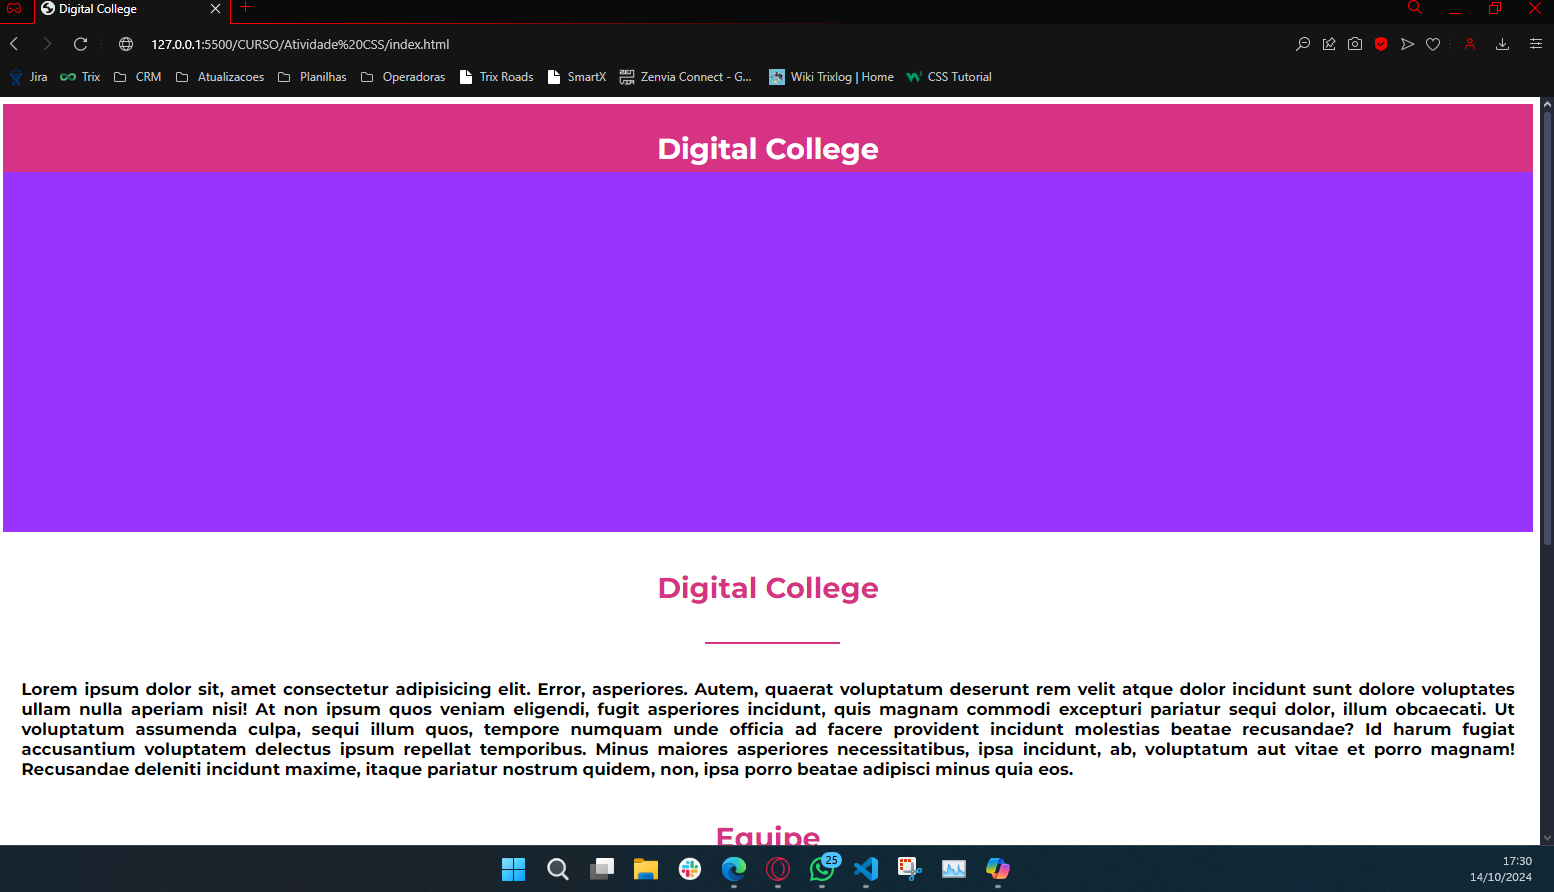 Digital College
127.0.0.1:5500/CURSO/Atividade%20CSS/index.html
Jira Trix CRM Atualizacoes Planilhas Operadoras Trix Roads SmartX Zenvia Connect - G... Wiki Trixlog | Home CSS Tutorial
Digital College
Digital College
Lorem ipsum dolor sit, amet consectetur adipisicing elit. Error, asperiores. Autem, quaerat voluptatum deserunt rem velit atque dolor incidunt sunt dolore voluptates
ullam nulla aperiam nisi! At non ipsum quos veniam eligendi, fugit asperiores incidunt, quis magnam commodi excepturi pariatur sequi dolor, illum obcaecati. Ut
voluptatum assumenda culpa, sequi illum quos, tempore numquam unde officia ad facere provident incidunt molestias beatae recusandae? Id harum fugiat
accusantium voluptatem delectus ipsum repellat temporibus. Minus maiores asperiores necessitatibus, ipsa incidunt, ab, voluptatum aut vitae et porro magnam!
Recusandae deleniti incidunt maxime, itaque pariatur nostrum quidem, non, ipsa porro beatae adipisci minus quia eos.
Equipe
25
17:30
14/10/2024